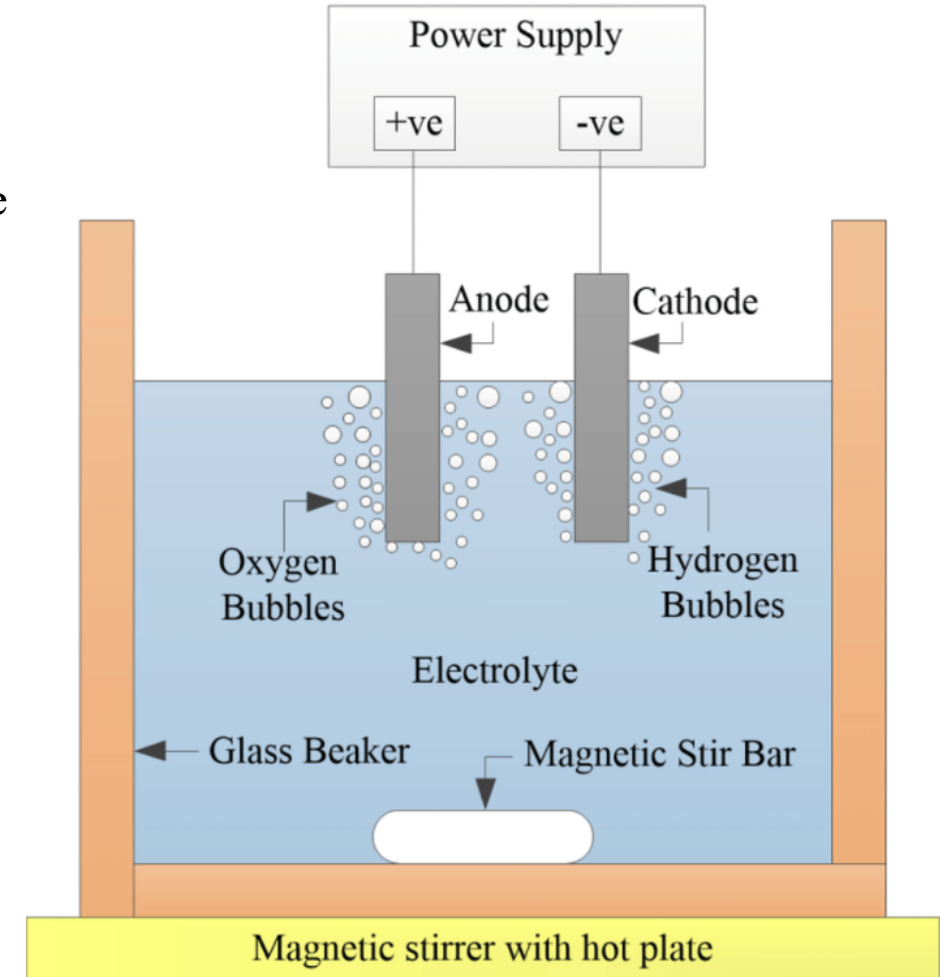 Power Supply
+ve
-ve
e
Anode
Cathode
Oxygen
Bubbles
Hydrogen
Bubbles
Electrolyte
Glass Beaker
Magnetic Stir Bar
Magnetic stirrer with hot plate